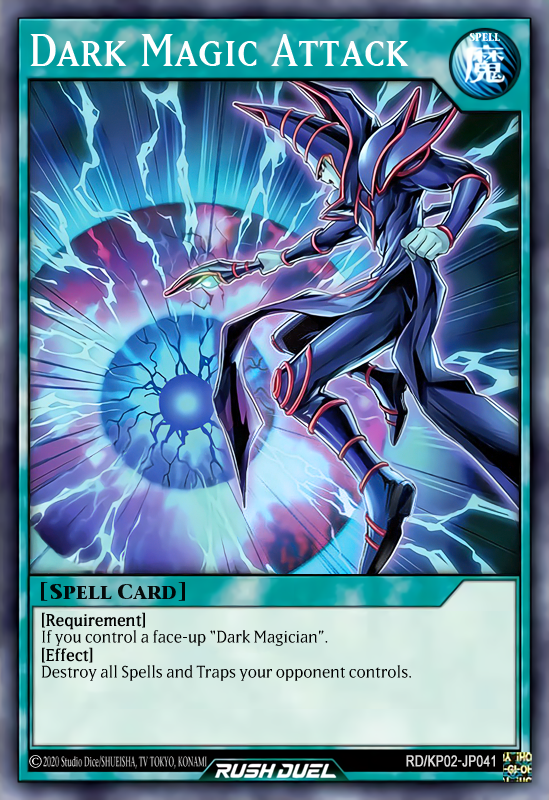 DARK MAGIC ATTACK
SPELL
魔
[SPELL CARD]
[Requirement]
If you control a face-up “Dark Magician”.
[Effect]
Destroy all Spells and Traps your opponent controls.
©2020 Studio Dice/SHUEISHA, TV TOKYO, KONAMI
RUSH DUEL
RD/KP02-JP041